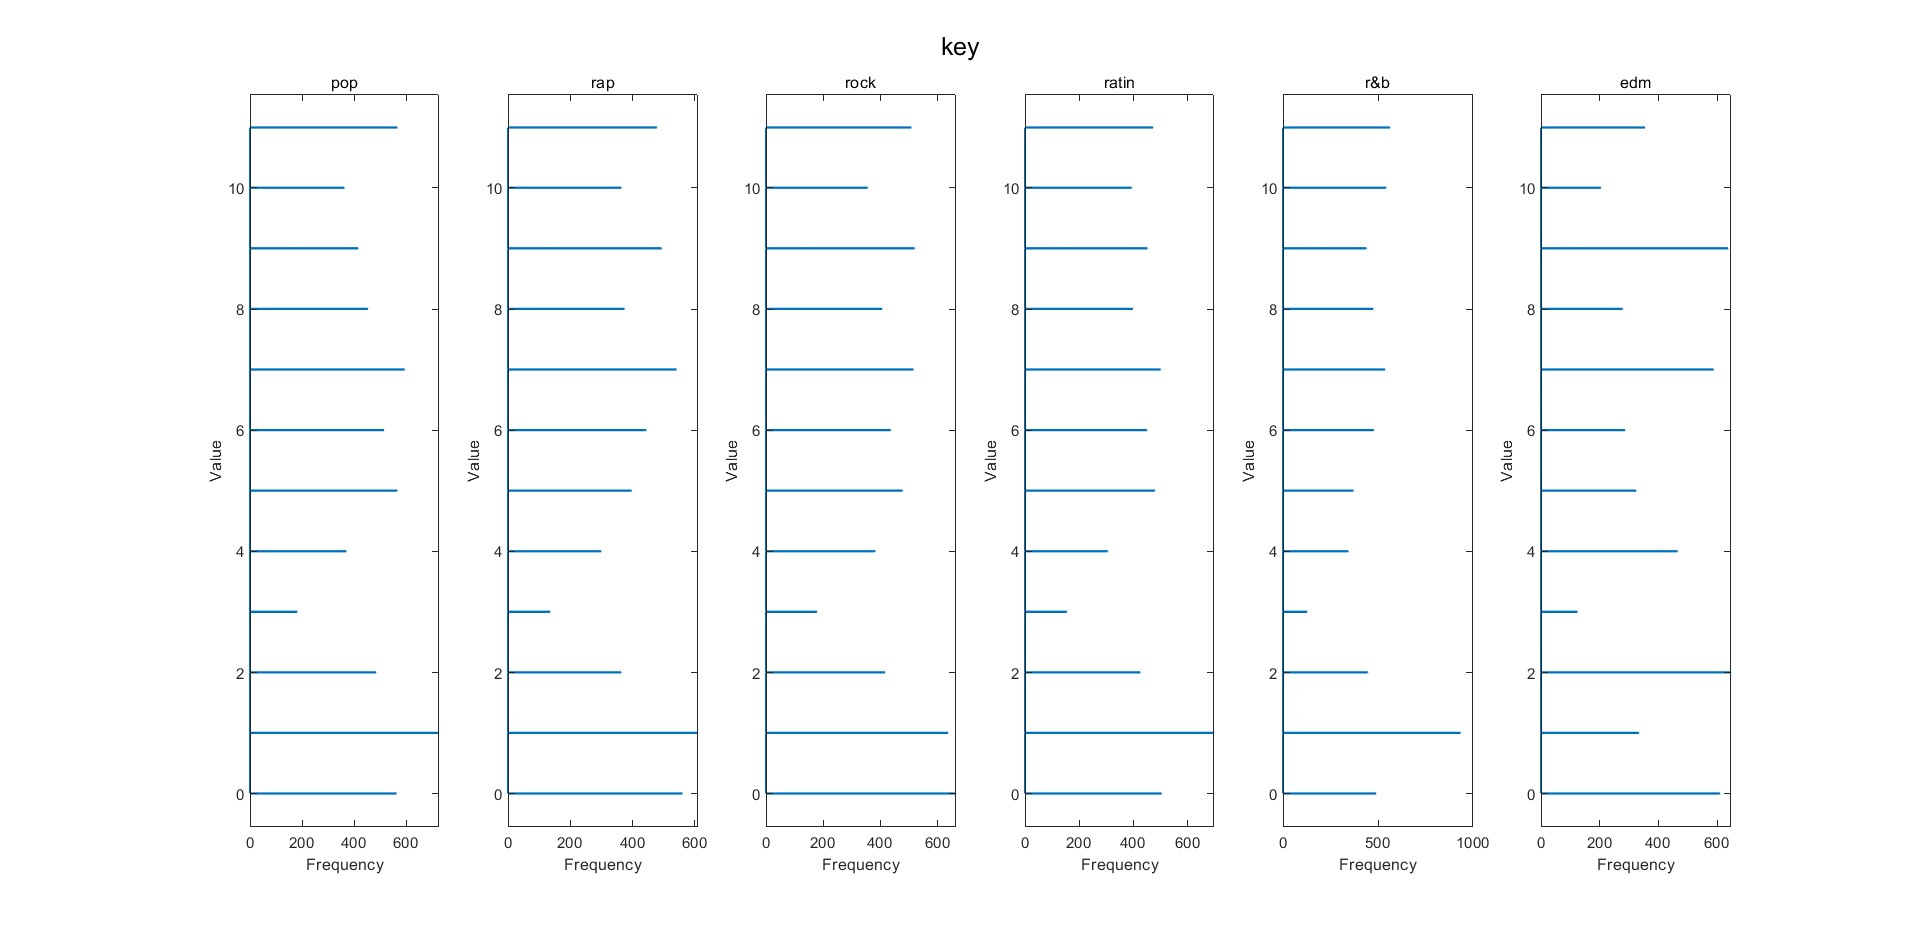 key
pop rap rock ratin r&b edm
10 10 10 10 10 10
8 8 8 8 8 8
6 6 6 6 6 6
Value Value Value Value Value Value
4 4 4 4 4 4
2 2 2 2 2 2
0 0 0 0 0 0
0 200 400 600 0 200 400 600 0 200 400 600 0 200 400 600 0 500 1000 0 200 400 600
Frequency Frequency Frequency Frequency Frequency Frequency